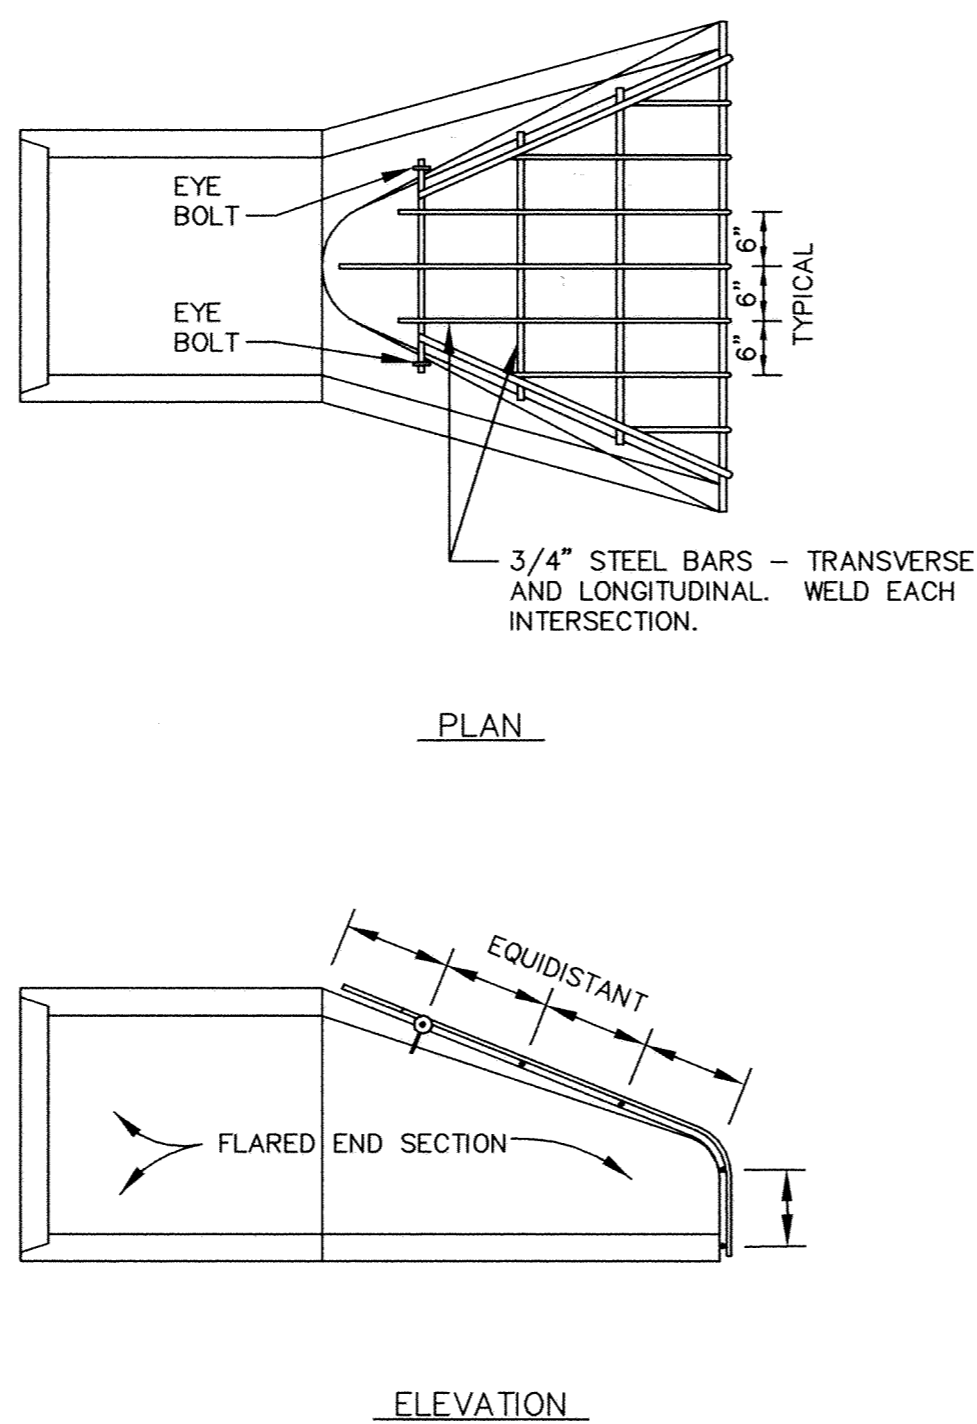 EYE
BOLT
EYE
BOLT
6"
6"
6"
TYPICAL
3/4" STEEL BARS – TRANSVERSE
AND LONGITUDINAL. WELD EACH
INTERSECTION.
PLAN
EQUIDISTANT
FLARED END SECTION
ELEVATION